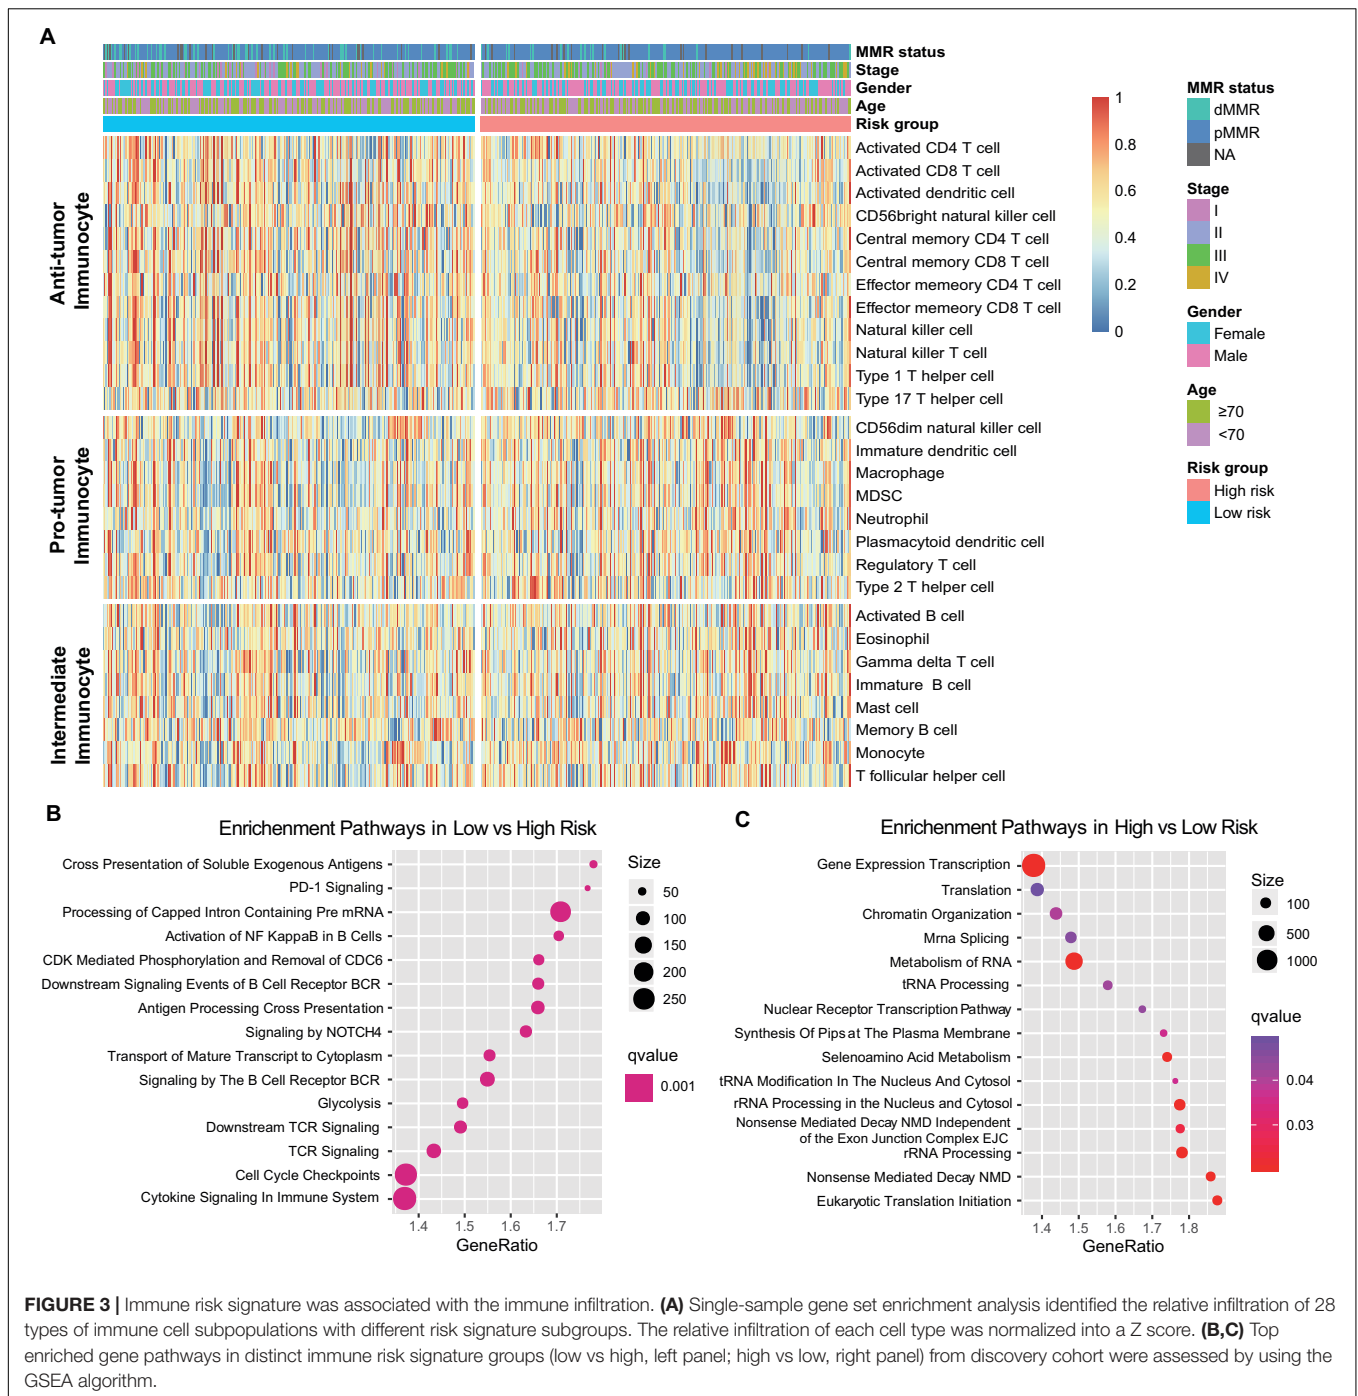 A
MMR status
Stage
Gender
Age
Risk group
Anti-tumor
Immunocyte
Activated CD4 T cell
Activated CD8 T cell
Activated dendritic cell
CD56bright natural killer cell
Central memory CD4 T cell
Central memory CD8 T cell
Effector memeory CD4 T cell
Effector memeory CD8 T cell
Natural killer cell
Natural killer T cell
Type 1 T helper cell
Type 17 T helper cell
Pro-tumor
Immunocyte
CD56dim natural killer cell
Immature dendritic cell
Macrophage
MDSC
Neutrophil
Plasmacytoid dendritic cell
Regulatory T cell
Type 2 T helper cell
Intermediate
Immunocyte
Activated B cell
Eosinophil
Gamma delta T cell
Immature B cell
Mast cell
Memory B cell
Monocyte
T follicular helper cell
1
0.8
0.6
0.4
0.2
0
MMR status
dMMR
pMMR
NA
Stage
I
II
III
IV
Gender
Female
Male
Age
≥70
<70
Risk group
High risk
Low risk
B
Enrichenment Pathways in Low vs High Risk
Cross Presentation of Soluble Exogenous Antigens
PD-1 Signaling
Processing of Capped Intron Containing Pre mRNA
Activation of NF KappaB in B Cells
CDK Mediated Phosphorylation and Removal of CDC6
Downstream Signaling Events of B Cell Receptor BCR
Antigen Processing Cross Presentation
Signaling by NOTCH4
Transport of Mature Transcript to Cytoplasm
Signaling by The B Cell Receptor BCR
Glycolysis
Downstream TCR Signaling
TCR Signaling
Cell Cycle Checkpoints
Cytokine Signaling In Immune System
1.4 1.5 1.6 1.7
GeneRatio
Size
50
100
150
200
250
qvalue
0.001
C
Enrichenment Pathways in High vs Low Risk
Gene Expression Transcription
Translation
Chromatin Organization
Mrna Splicing
Metabolism of RNA
tRNA Processing
Nuclear Receptor Transcription Pathway
Synthesis Of Pips at The Plasma Membrane
Selenoamino Acid Metabolism
tRNA Modification In The Nucleus And Cytosol
rRNA Processing in the Nucleus and Cytosol
Nonsense Mediated Decay NMD Independent
of the Exon Junction Complex EJC
rRNA Processing
Nonsense Mediated Decay NMD
Eukaryotic Translation Initiation
1.4 1.5 1.6 1.7 1.8
GeneRatio
Size
100
500
1000
qvalue
0.04
0.03
FIGURE 3 | Immune risk signature was associated with the immune infiltration. (A) Single-sample gene set enrichment analysis identified the relative infiltration of 28
types of immune cell subpopulations with different risk signature subgroups. The relative infiltration of each cell type was normalized into a Z score. (B,C) Top
enriched gene pathways in distinct immune risk signature groups (low vs high, left panel; high vs low, right panel) from discovery cohort were assessed by using the
GSEA algorithm.